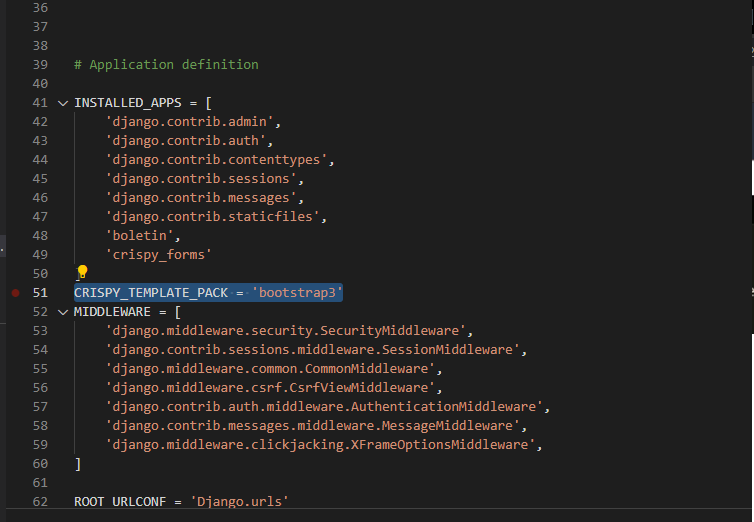 36
37
38
39 # Application definition
40
41 INSTALLED_APPS = [
42 'django.contrib.admin',
43 'django.contrib.auth',
44 'django.contrib.contenttypes',
45 'django.contrib.sessions',
46 'django.contrib.messages',
47 'django.contrib.staticfiles',
48 'boletin',
49 'crispy_forms'
50 ]
51 CRISPY_TEMPLATE_PACK = 'bootstrap3'
52 MIDDLEWARE = [
53 'django.middleware.security.SecurityMiddleware',
54 'django.contrib.sessions.middleware.SessionMiddleware',
55 'django.middleware.common.CommonMiddleware',
56 'django.middleware.csrf.CsrfViewMiddleware',
57 'django.contrib.auth.middleware.AuthenticationMiddleware',
58 'django.contrib.messages.middleware.MessageMiddleware',
59 'django.middleware.clickjacking.XFrameOptionsMiddleware',
60 ]
61
62 ROOT_URLCONF = 'Django.urls'